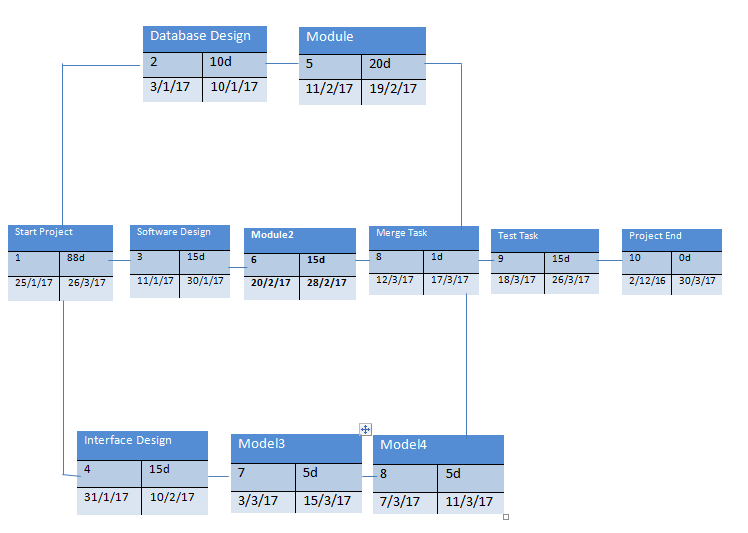 Database Design
2 10d
3/1/17 10/1/17
Module
5 20d
11/2/17 19/2/17
Start Project
1 88d
25/1/17 26/3/17
Software Design
3 15d
11/1/17 30/1/17
Module2
6 15d
20/2/17 28/2/17
Merge Task
8 1d
12/3/17 17/3/17
Test Task
9 15d
18/3/17 26/3/17
Project End
10 0d
2/12/16 30/3/17
Interface Design
4 15d
31/1/17 10/2/17
Model3
7 5d
3/3/17 15/3/17
Model4
8 5d
7/3/17 11/3/17